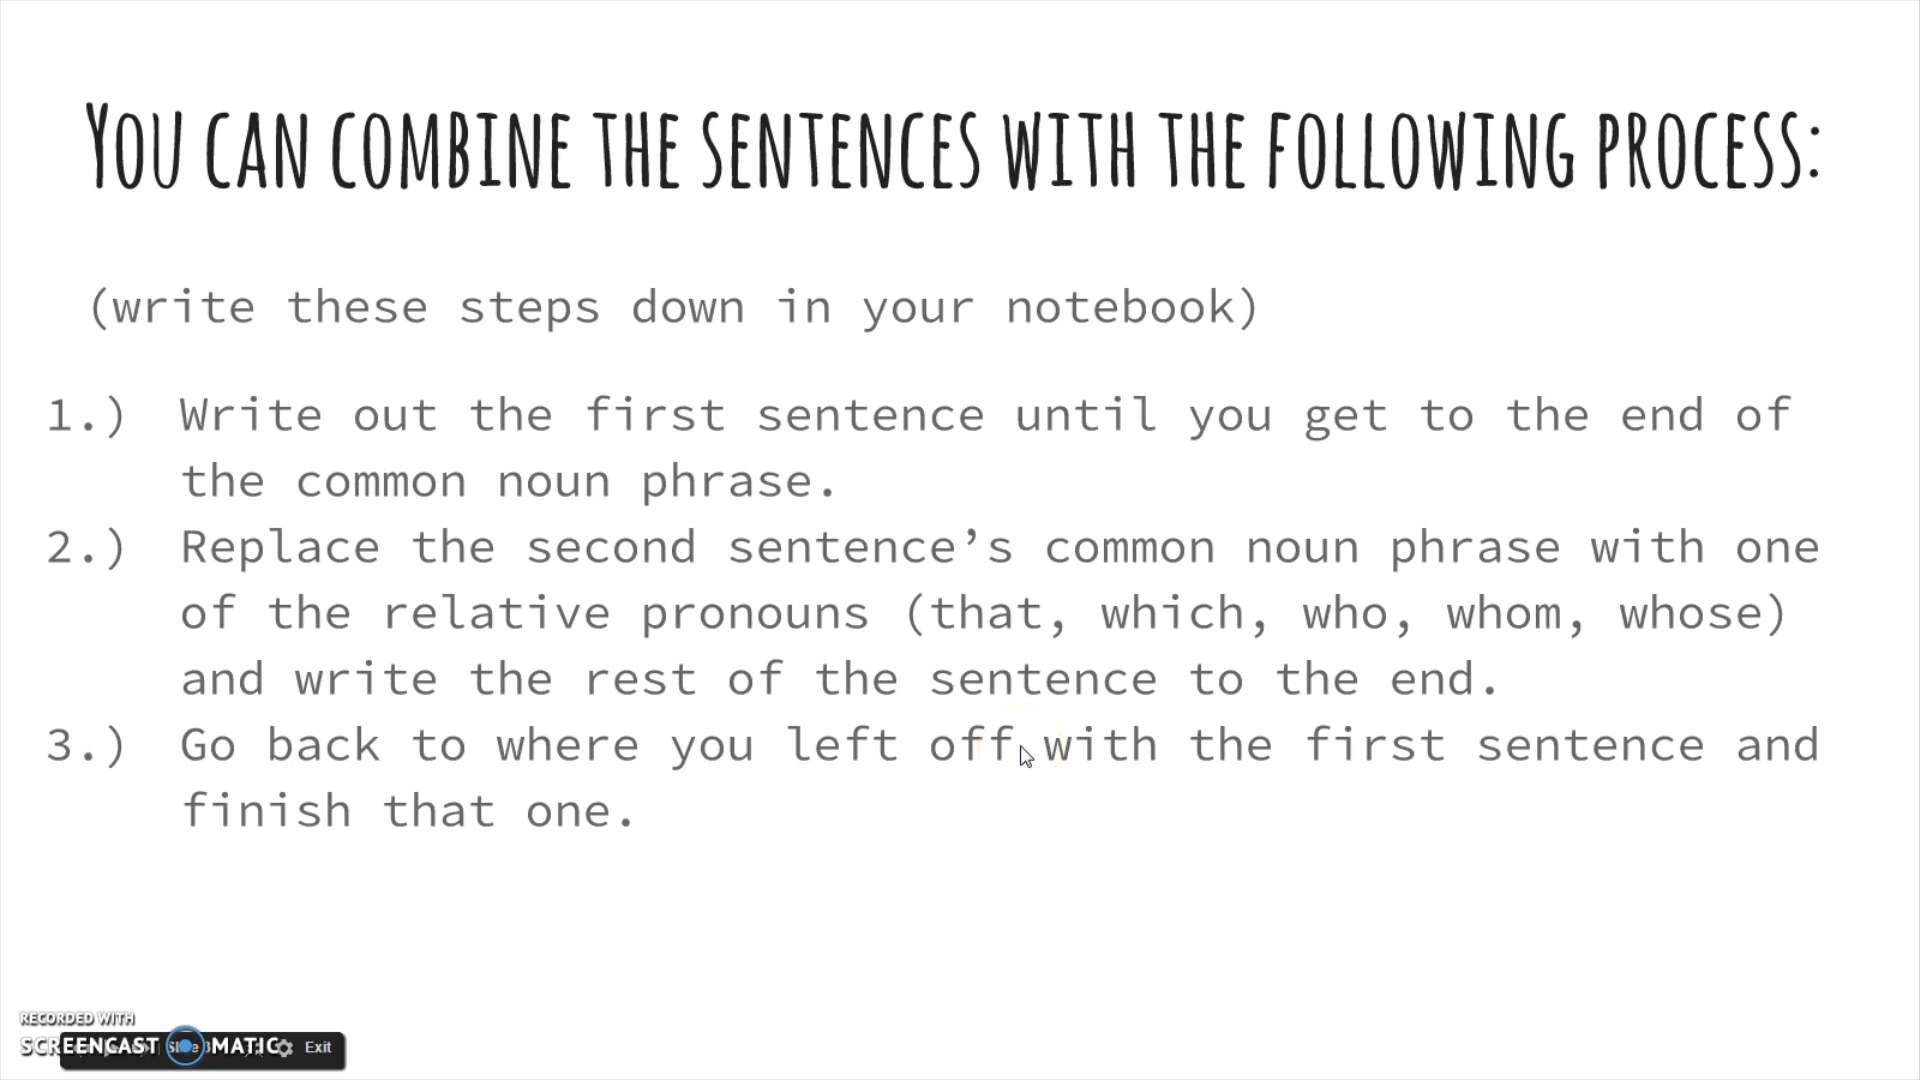 You can combine the sentences with the following process:
(write these steps down in your notebook)
1.) Write out the first sentence until you get to the end of
the common noun phrase.
2.) Replace the second sentence’s common noun phrase with one
of the relative pronouns (that, which, who, whom, whose)
and write the rest of the sentence to the end.
3.) Go back to where you left off with the first sentence and
finish that one.
RECORDED WITH
SCREENCAST MATIC
Exit